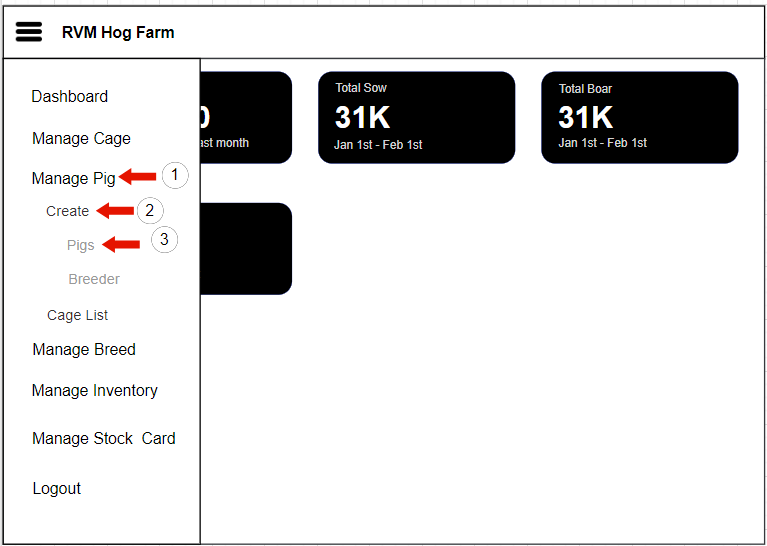 RVM Hog Farm
Dashboard
Manage Cage
Manage Pig
1
Create
2
Pigs
3
Breeder
Cage List
Manage Breed
Manage Inventory
Manage Stock Card
Logout
0
ast month
Total Sow
31K
Jan 1st - Feb 1st
Total Boar
31K
Jan 1st - Feb 1st